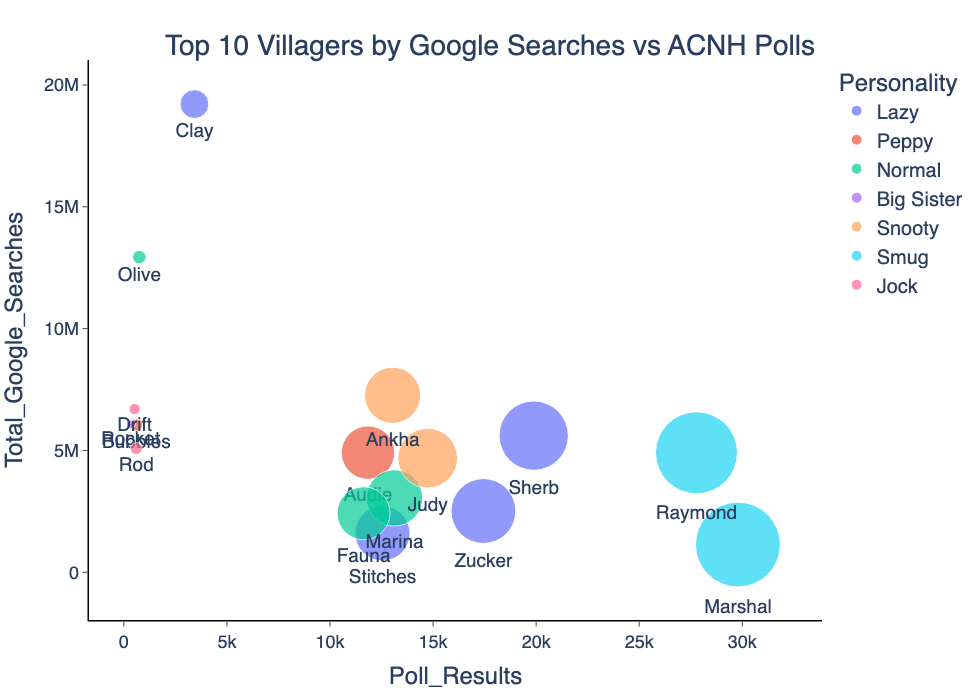 Top 10 Villagers by Google Searches vs ACNH Polls
Personality
Lazy
Peppy
Normal
Big Sister
Snooty
Smug
Jock
Total_Google_Searches
20M
15M
10M
5M
0
Clay
Olive
Drift
Rocket
Bubbles
Rod
Ankha
Audie
Judy
Sherb
Raymond
Marina
Fauna
Zucker
Stitches
Marshal
0
5k
10k
15k
20k
25k
30k
Poll_Results